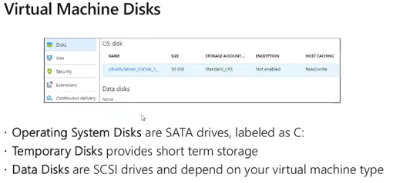 Virtual Machine Disks
Disks
Size
Security
Extensions
Continuous delivery
OS disk
NAME SIZE STORAGE ACCOUNT... ENCRYPTION HOST CACHING
30 GiB Standard_LRS Not enabled Read/write
Data disks
None
· Operating System Disks are SATA drives, labeled as C:
· Temporary Disks provides short term storage
· Data Disks are SCSI drives and depend on your virtual machine type